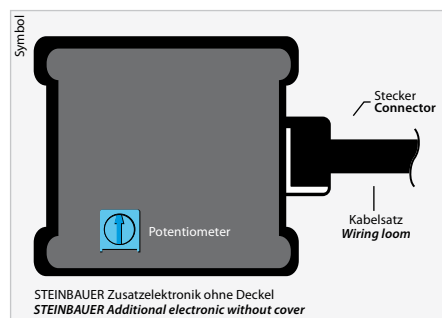 Symbol
Stecker
Connector
Potentiometer
Kabelsatz
Wiring loom
STEINBAUER Zusatzelektronik ohne Deckel
STEINBAUER Additional electronic without cover